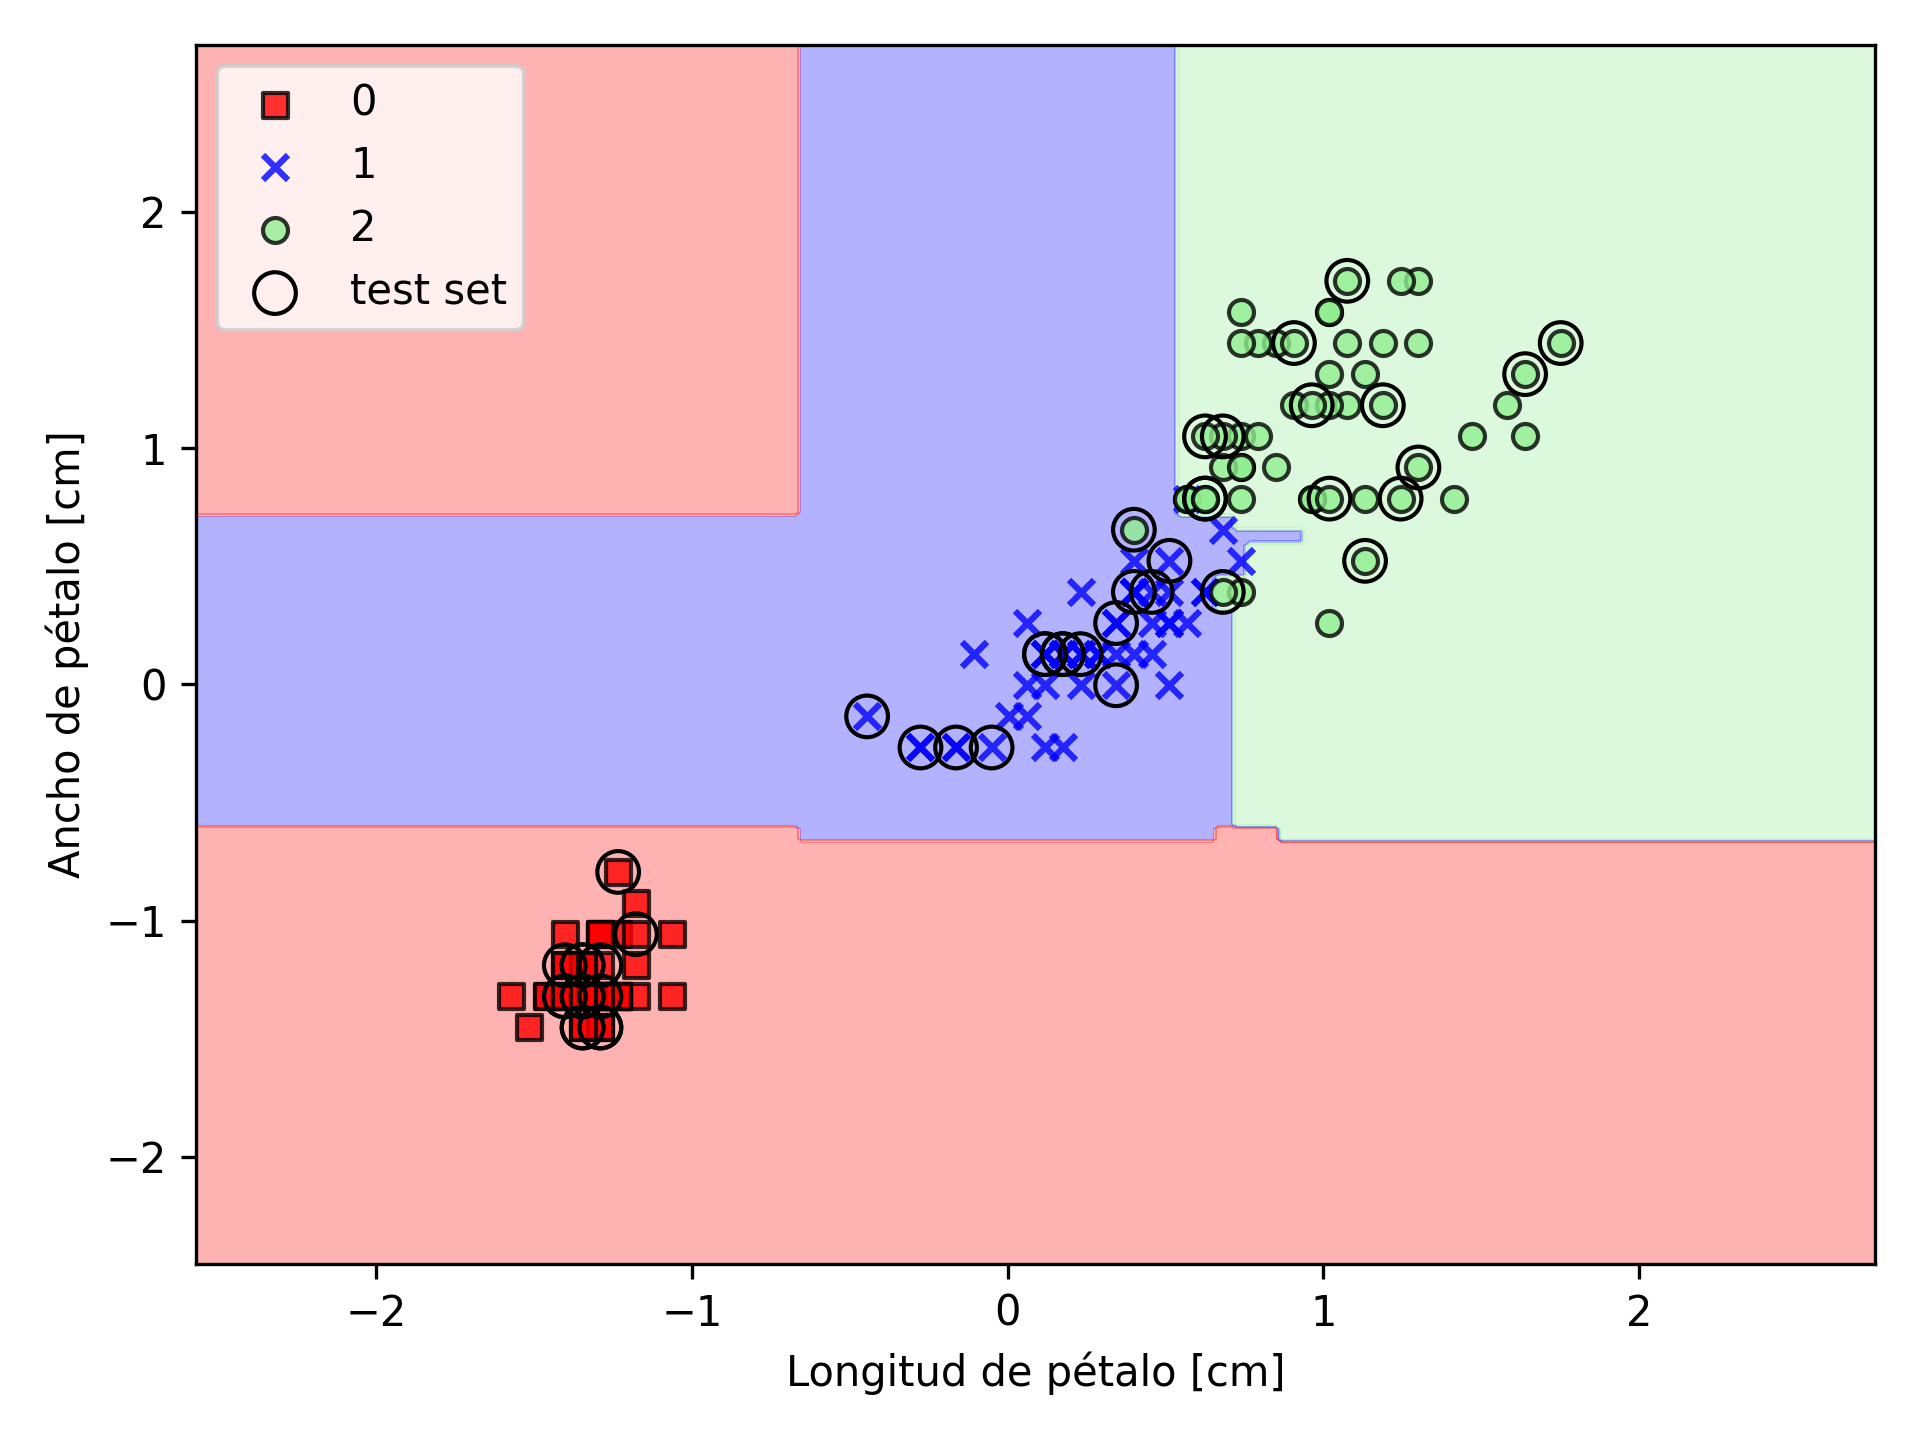 0
1
2
test set
2
1
0
−1
−2
Ancho de pétalo [cm]
−2 −1 0 1 2
Longitud de pétalo [cm]